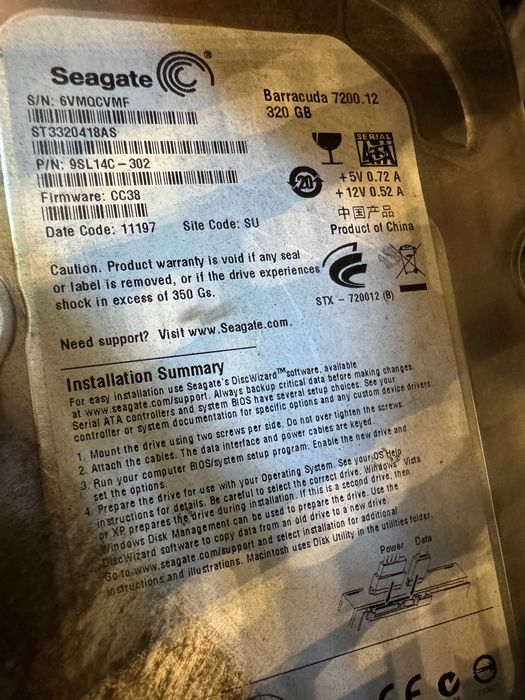 Seagate®
S/N: 6VMQCVMF
Barracuda 7200.12
320 GB
ST3320418AS
SERIAL
ATA
P/N: 9SL14C-302
20
+5V 0.72 A
+12V 0.52 A
Firmware: CC38
中国产品
Product of China
Date Code: 11197 Site Code: SU
Caution. Product warranty is void if any seal
or label is removed, or if the drive experiences
shock in excess of 350 Gs.
STX - 720012 (B)
Need support? Visit www.Seagate.com.
Installation Summary
For easy installation use Seagate's DiscWizard™ software, available
at www.seagate.com/support. Always backup critical data before making changes.
Serial ATA controllers and system BIOS have several setup choices. See your
controller or system documentation for specific options and any custom device drivers.
1. Mount the drive using two screws per side. Do not over tighten the screws.
2. Attach the cables. The data interface and power cables are keyed.
3. Run your computer BIOS/system setup program. Enable the new drive and
set the options.
4. Prepare the drive for use with your Operating System. See your OS Help
instructions for details. Be careful to select the correct drive. Windows® Vista
or XP prepares the drive during installation. If this is a second drive, then
Windows Disk Management can be used to prepare the drive. Use the
DiscWizard software to copy data from an old drive to a new drive.
Go to www.seagate.com/support and select installation for additional
instructions and illustrations. Macintosh uses Disk Utility in the utilities folder.
Power Data
CE